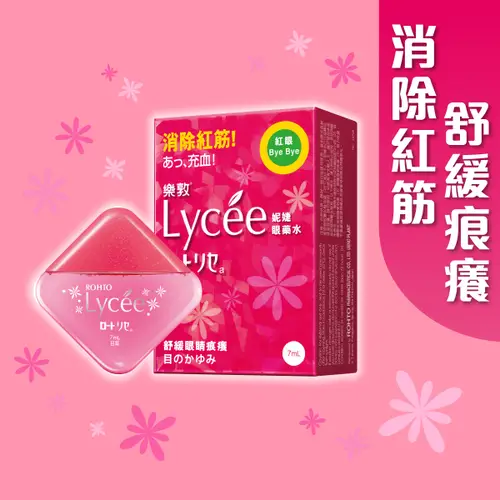 消除紅筋
舒緩痕癢
消除紅筋!
あっ、充血!
紅眼
Bye Bye
樂敦
Lycée
妮婕
眼藥水
ロートリセa
舒緩眼睛痕癢
目のかゆみ
7mL
ROHTO
Lycée
ロートリセa
7mL